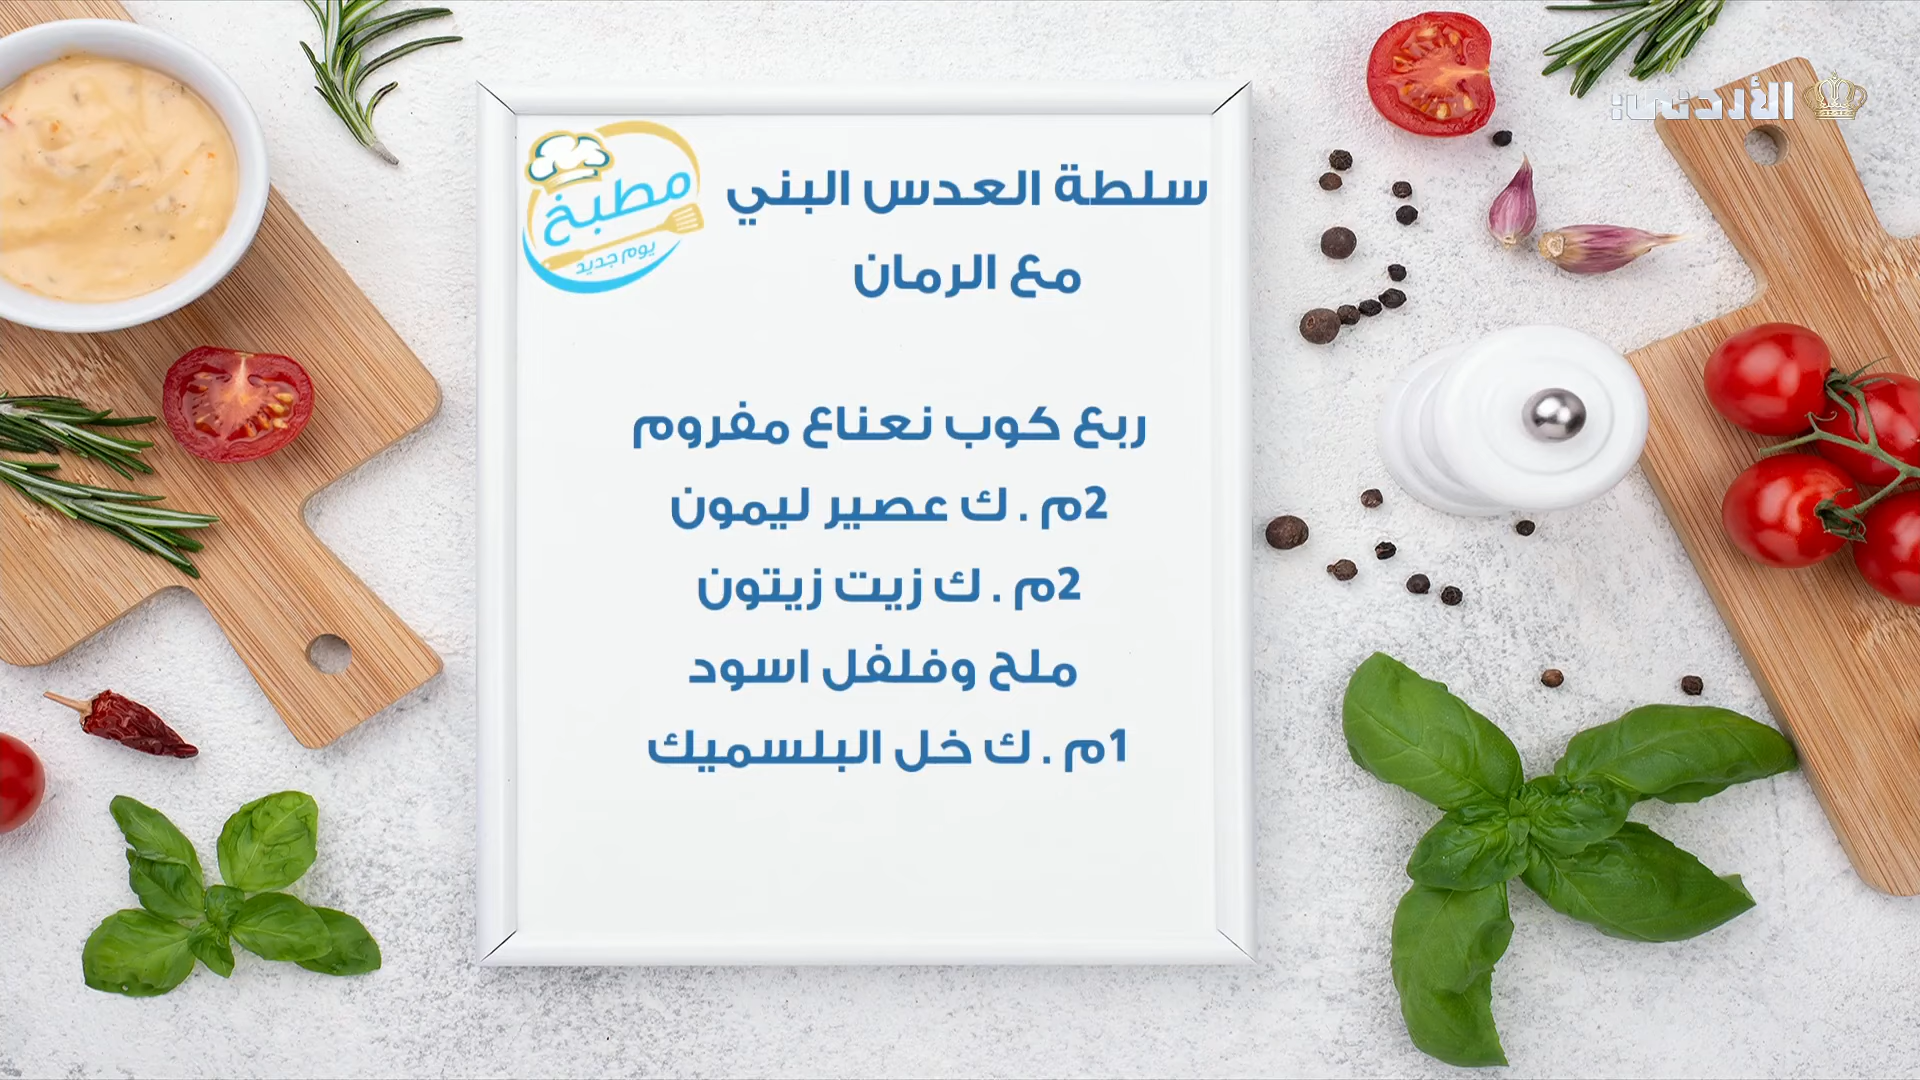 الأردني
مطبخ
يوم جديد
سلطة العدس البني
مع الرمان
ربع كوب نعناع مفروم
2م . ك عصير ليمون
2م . ك زيت زيتون
ملح وفلفل اسود
1م . ك خل البلسميك